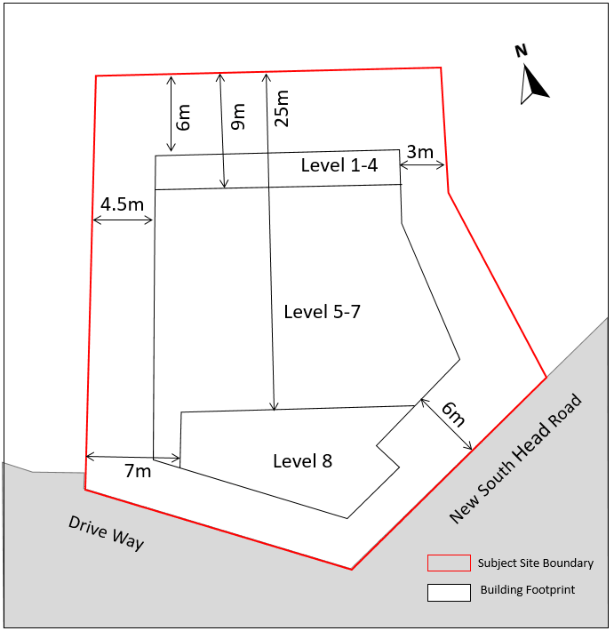 N
6m
9m
25m
Level 1-4
3m
4.5m
Level 5-7
6m
Level 8
7m
New South Head Road
Drive Way
Subject Site Boundary
Building Footprint